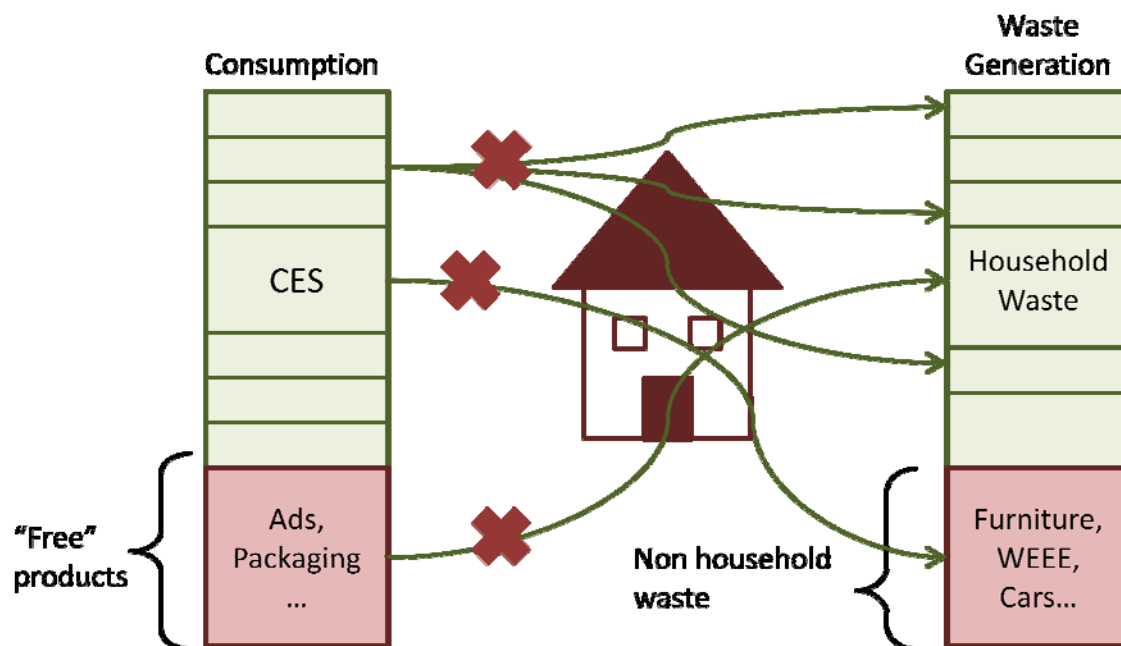 Consumption
Waste
Generation
CES
Household
Waste
"Free"
products
Ads,
Packaging
...
Non household
waste
Furniture,
WEEE,
Cars...